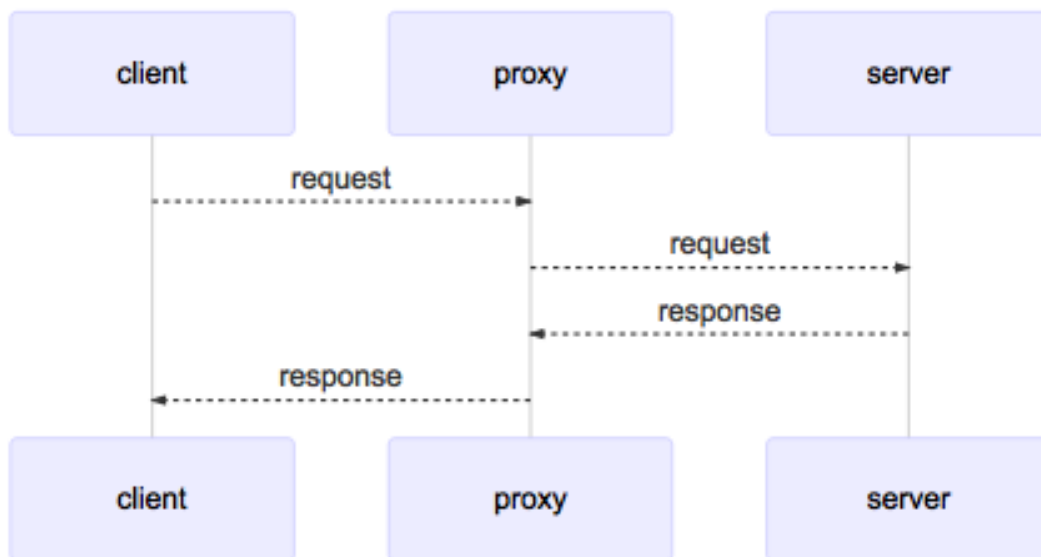 client
proxy
server
request
request
response
response
client
proxy
server